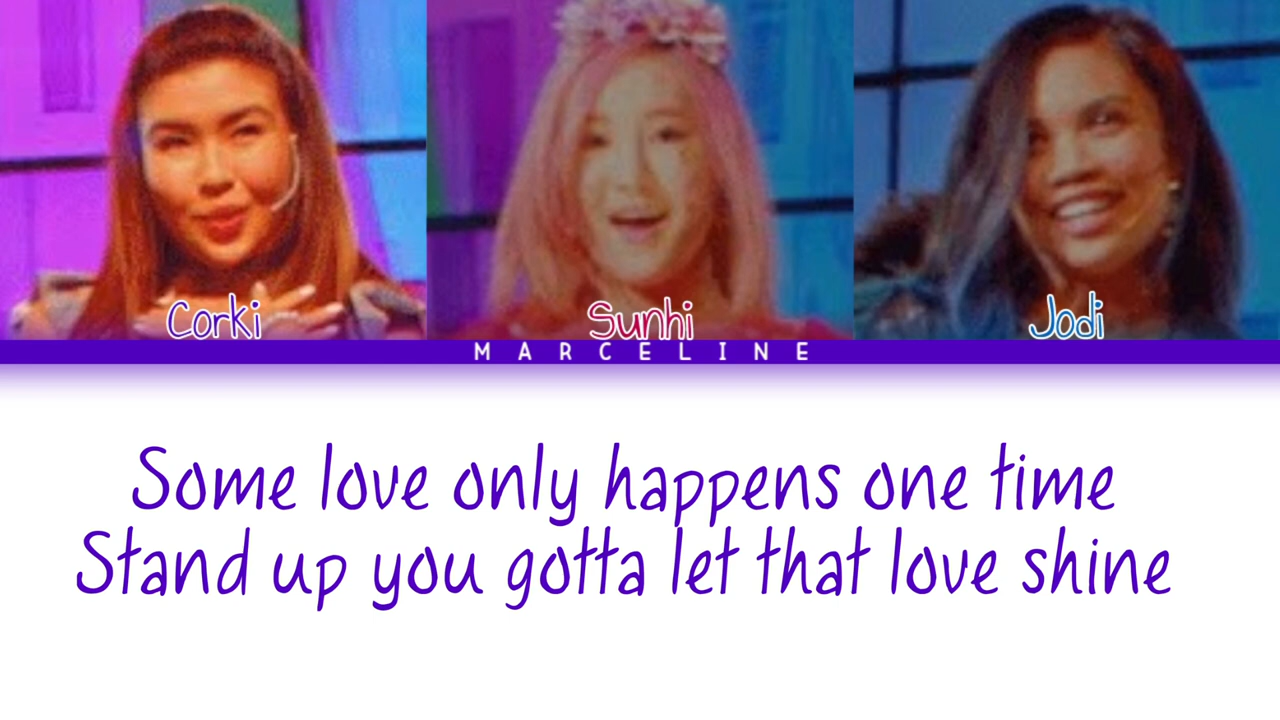 Corki Sunhi Jodi
MARCELINE
Some love only happens one time
Stand up you gotta let that love shine